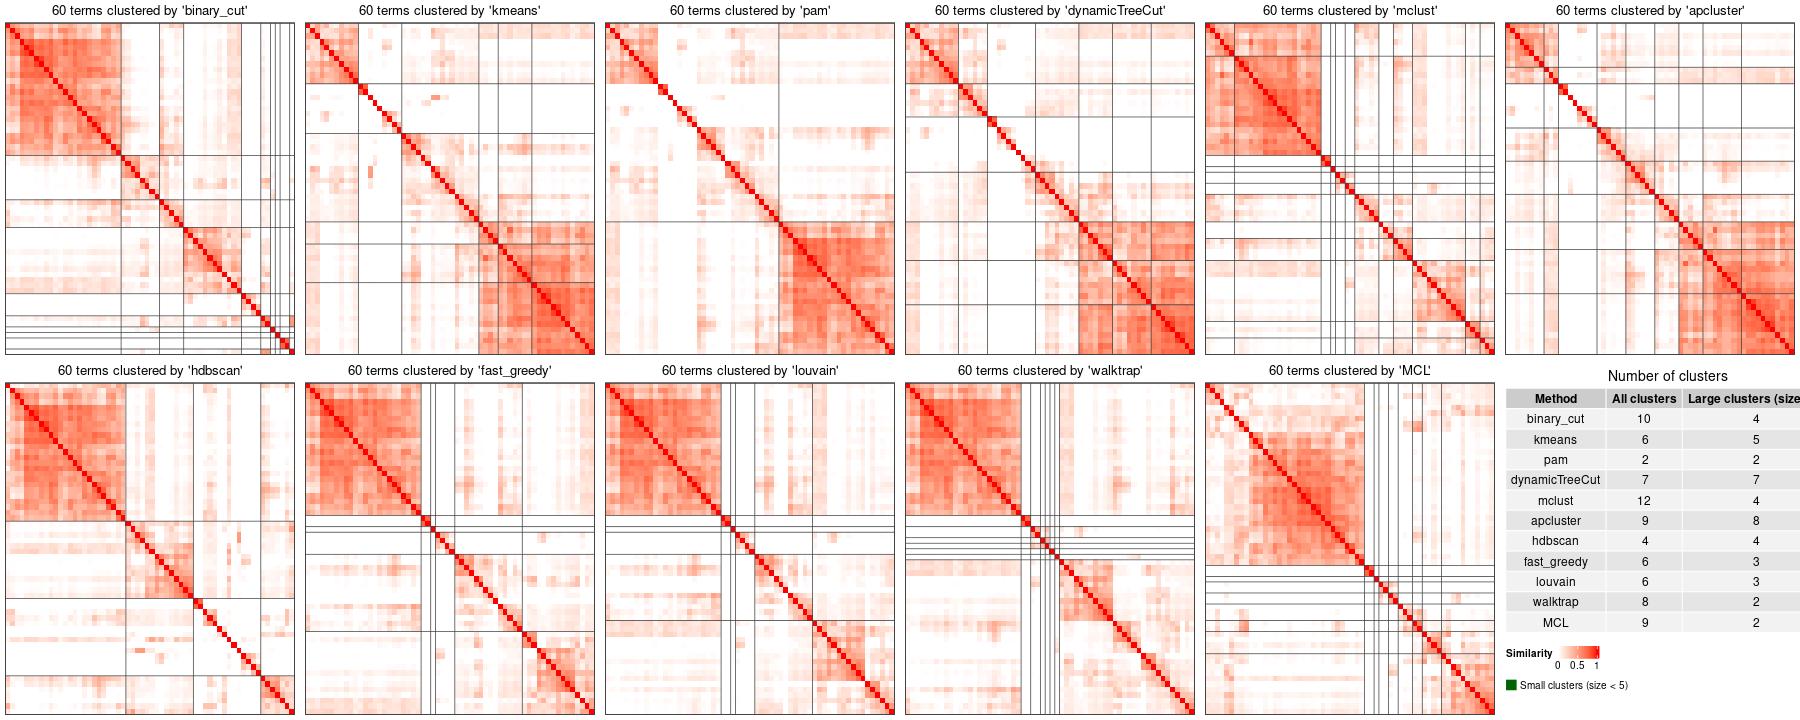 60 terms clustered by 'binary_cut'
60 terms clustered by 'kmeans'
60 terms clustered by 'pam'
60 terms clustered by 'dynamicTreeCut'
60 terms clustered by 'mclust'
60 terms clustered by 'apcluster'
60 terms clustered by 'hdbscan'
60 terms clustered by 'fast_greedy'
60 terms clustered by 'louvain'
60 terms clustered by 'walktrap'
60 terms clustered by 'MCL'
Number of clusters
Method All clusters Large clusters (size
binary_cut 10 4
kmeans 6 5
pam 2 2
dynamicTreeCut 7 7
mclust 12 4
apcluster 9 8
hdbscan 4 4
fast_greedy 6 3
louvain 6 3
walktrap 8 2
MCL 9 2
Similarity
0 0.5 1
Small clusters (size < 5)